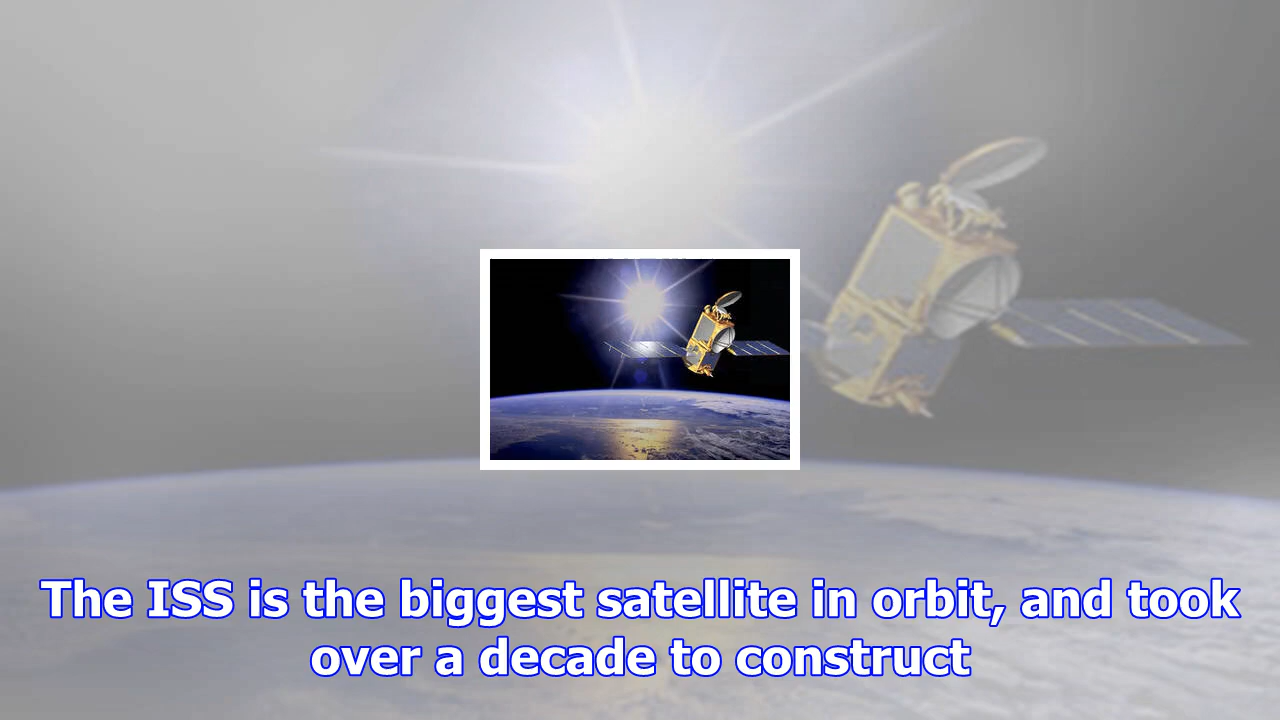 The ISS is the biggest satellite in orbit, and took
over a decade to construct